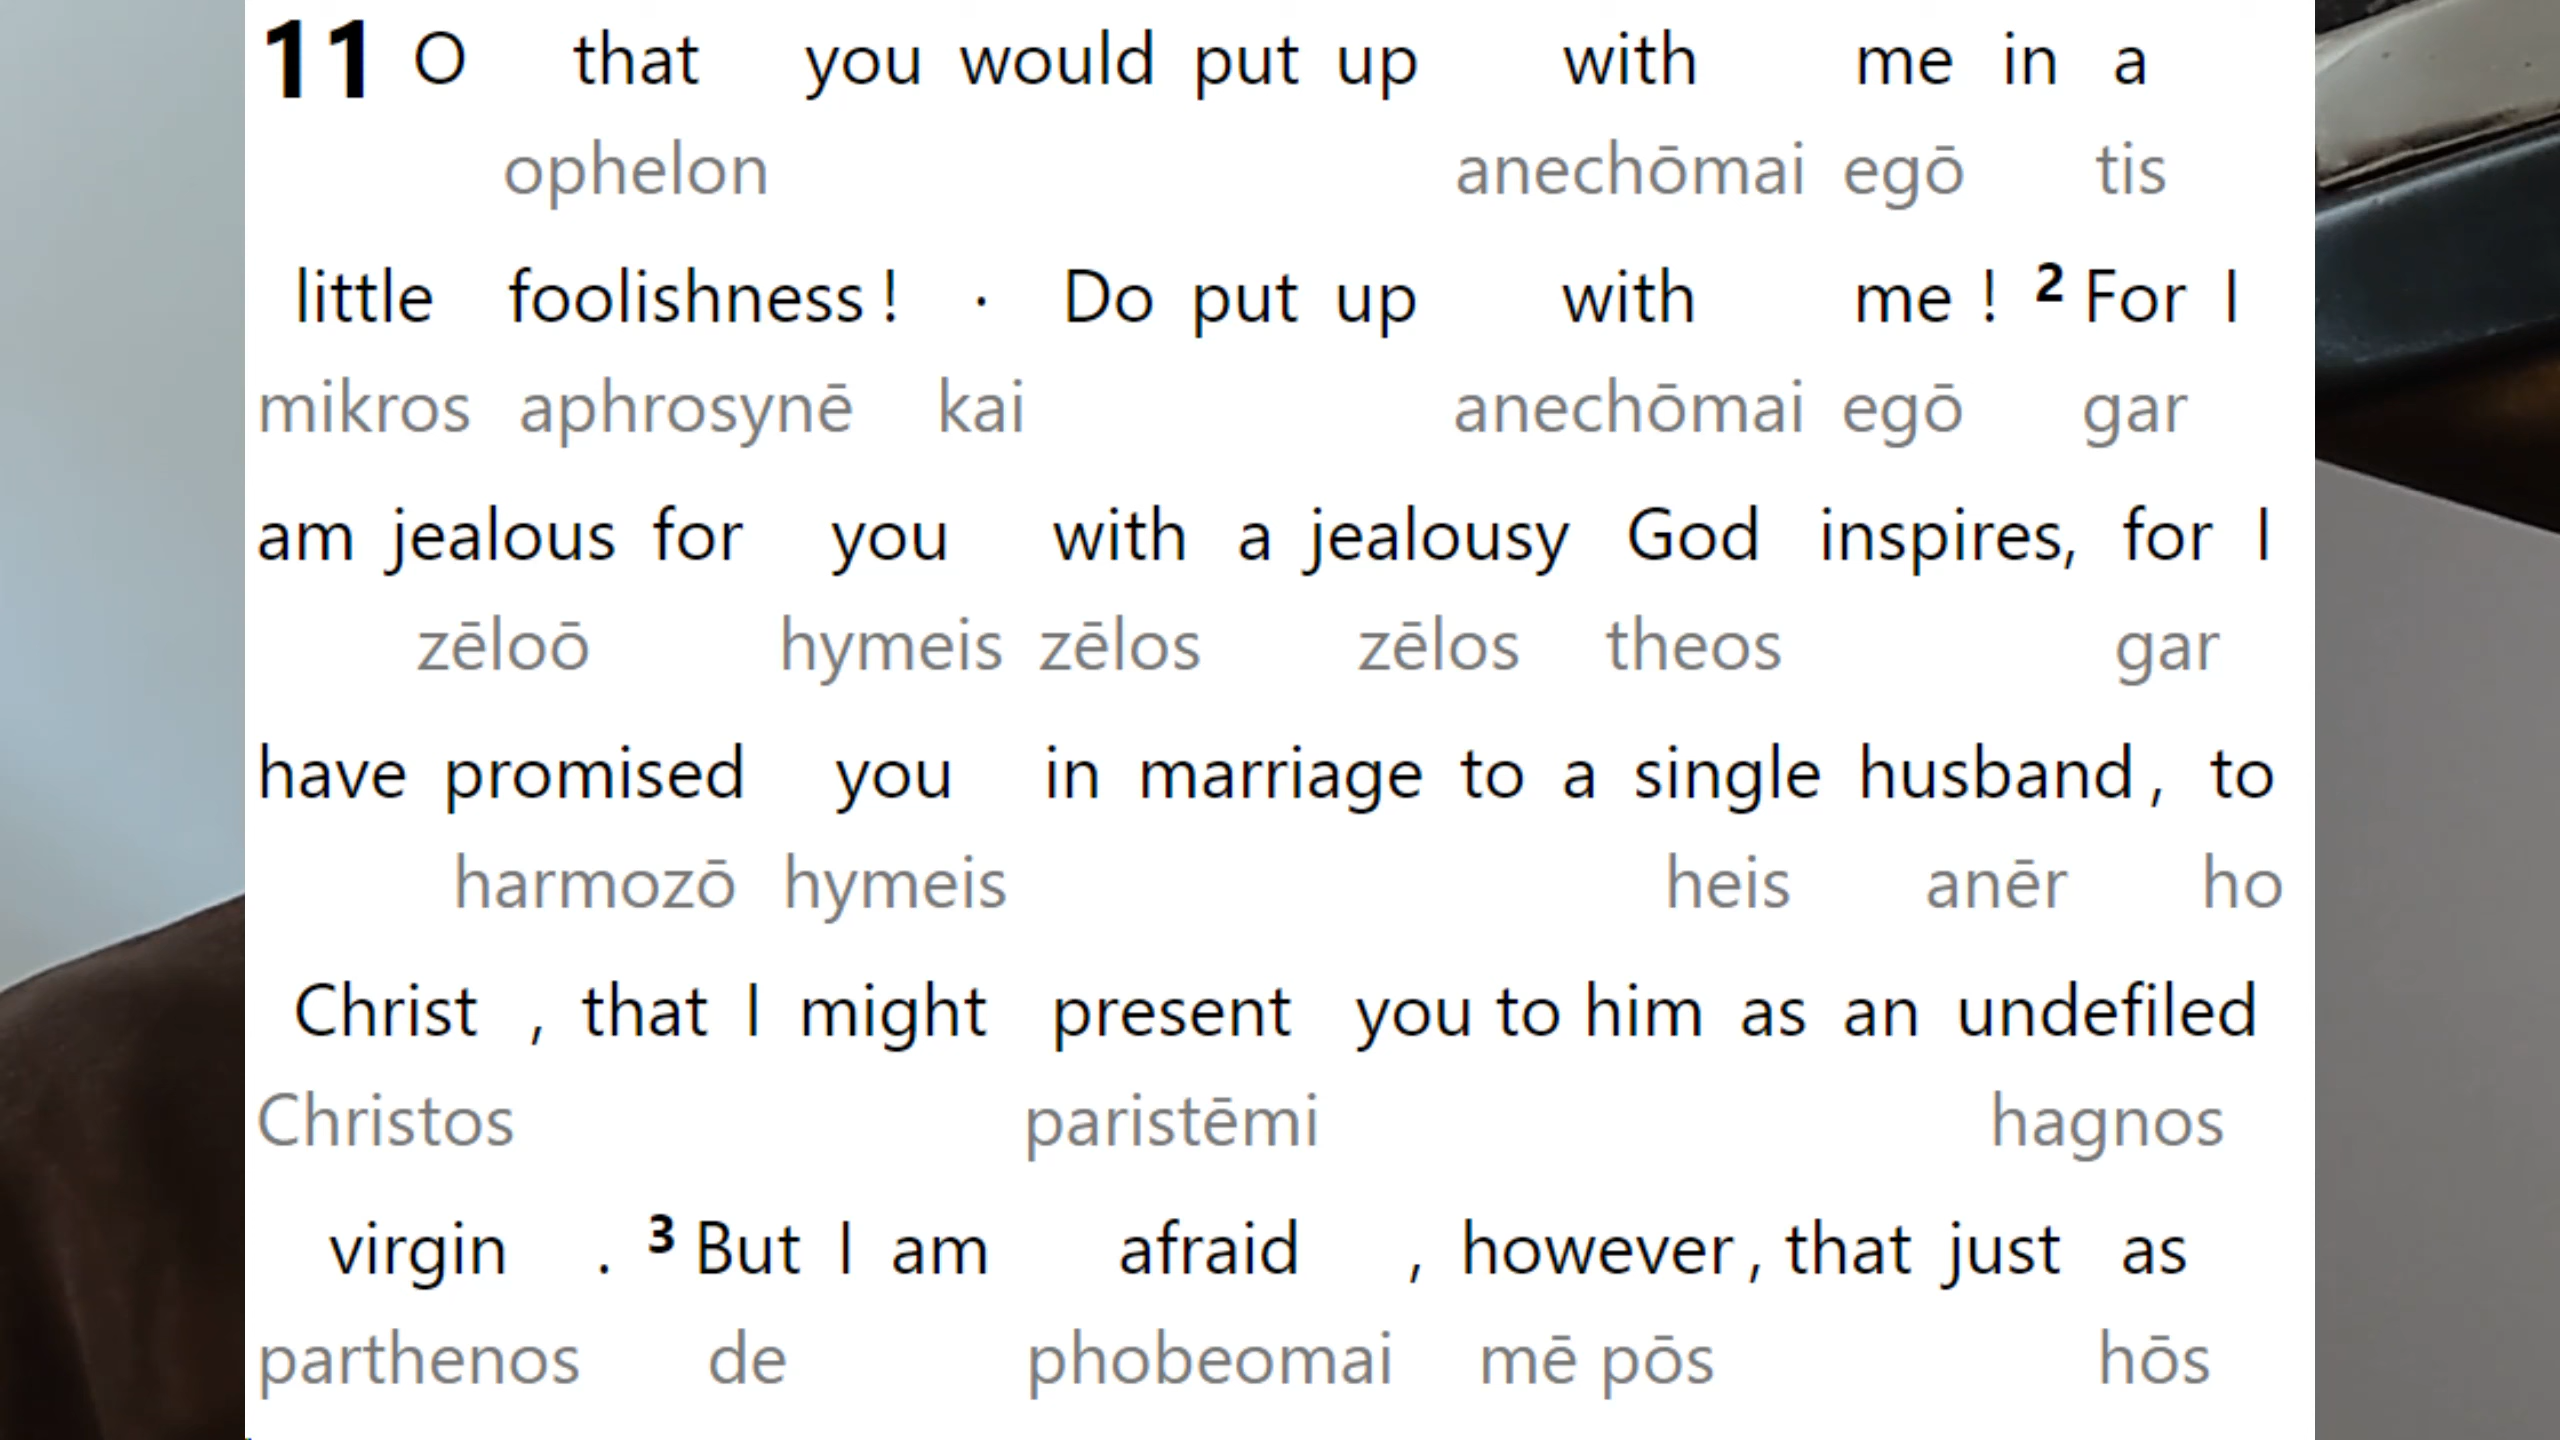 11 O that you would put up with me in a
ophelon anechōmai egō tis
little foolishness! · Do put up with me! 2 For I
mikros aphrosynē kai anechōmai egō gar
am jealous for you with a jealousy God inspires, for I
zēloō hymeis zēlos zēlos theos gar
have promised you in marriage to a single husband, to
harmozō hymeis heis anēr ho
Christ, that I might present you to him as an undefiled
Christos paristēmi hagnos
virgin. 3 But I am afraid, however, that just as
parthenos de phobeomai mē pōs hōs